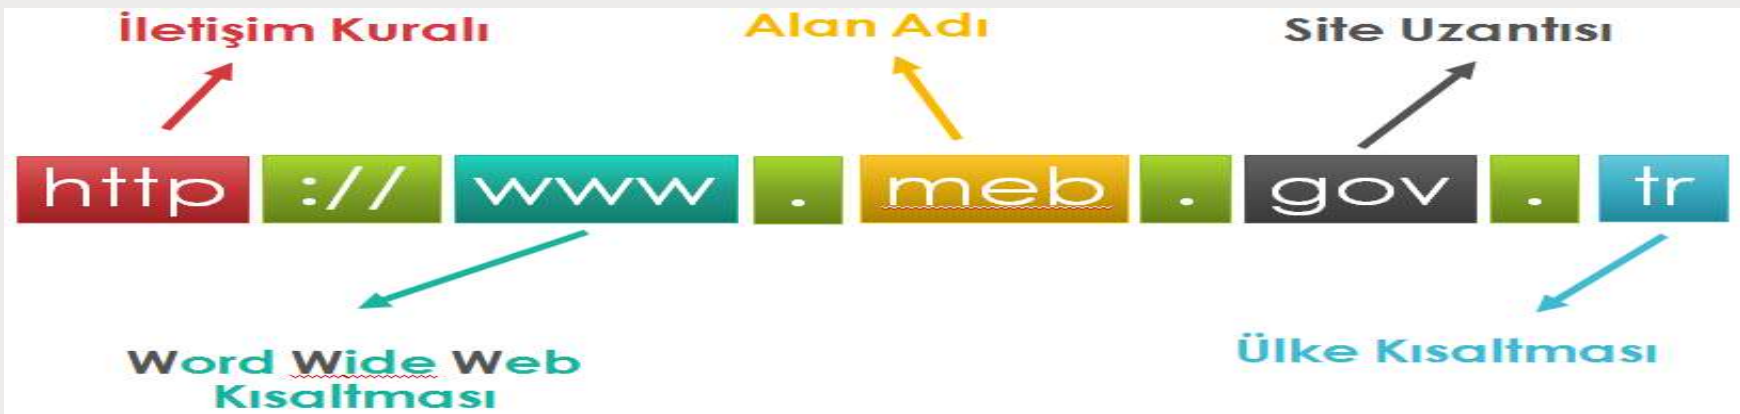 İletişim Kuralı
Alan Adı
Site Uzantısı
http :// www . meb . gov . tr
Word Wide Web
Kısaltması
Ülke Kısaltması